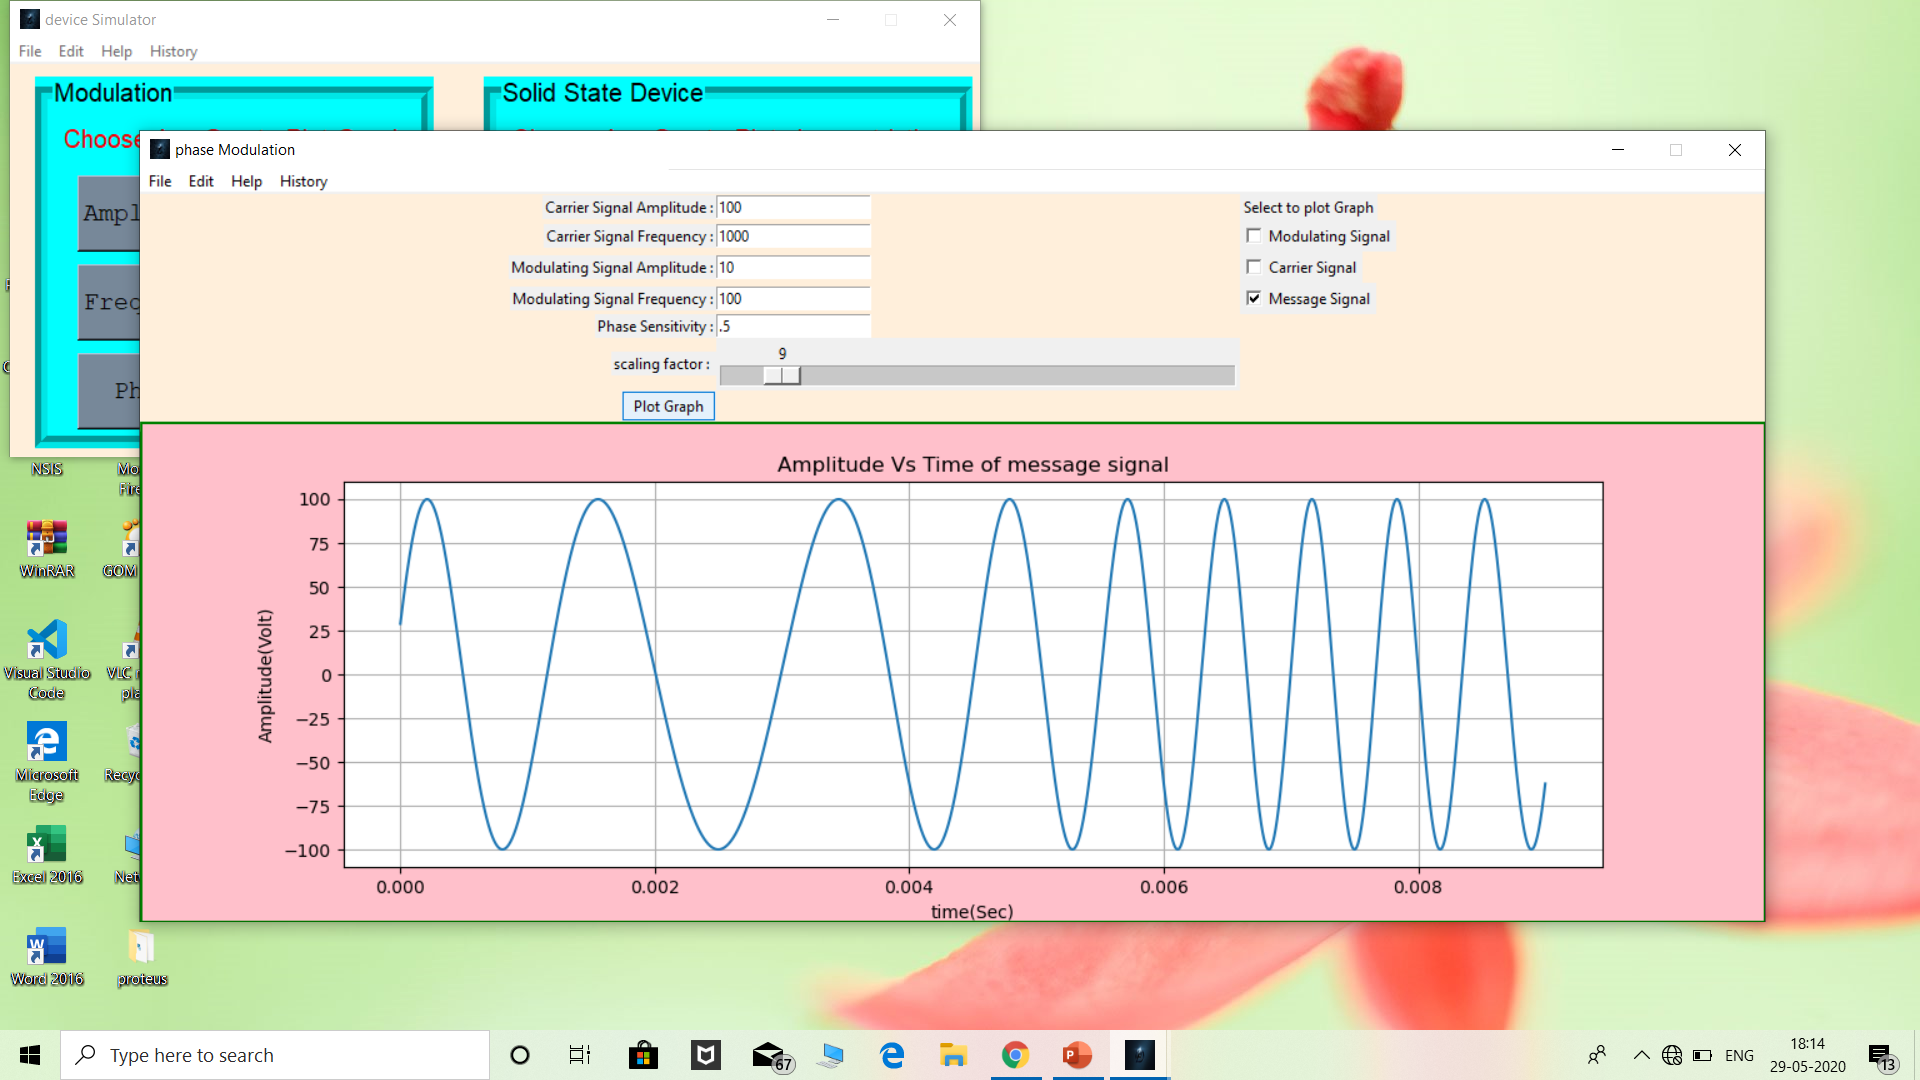 device Simulator
File Edit Help History
Modulation
Solid State Device
Choose
phase Modulation
File Edit Help History
Carrier Signal Amplitude : 100
Carrier Signal Frequency : 1000
Modulating Signal Amplitude : 10
Modulating Signal Frequency : 100
Phase Sensitivity : .5
scaling factor : 9
Plot Graph
Select to plot Graph
Modulating Signal
Carrier Signal
Message Signal
Ampl
Freq
Ph
Amplitude Vs Time of message signal
100
75
50
25
0
−25
−50
−75
−100
Amplitude(Volt)
0.000 0.002 0.004 0.006 0.008
time(Sec)
NSIS
Mo
Fire
WinRAR
GOM
Visual Studio
Code
VLC
pla
Microsoft
Edge
Recyc
Excel 2016
Net
Word 2016
proteus
Type here to search
67
ENG
18:14
29-05-2020
13